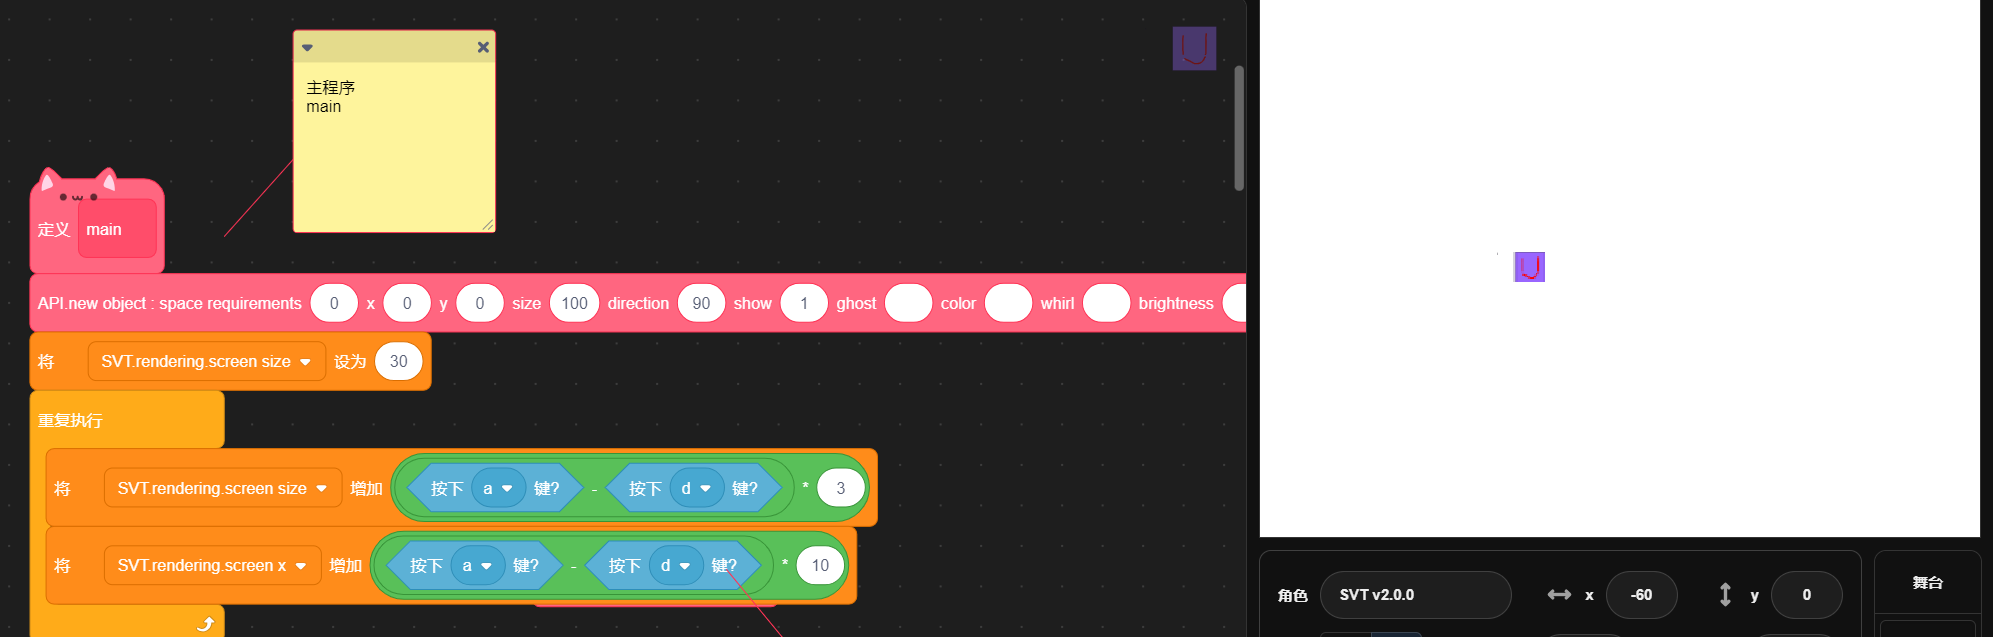 主程序
main
定义 main
API.new object : space requirements 0 x 0 y 0 size 100 direction 90 show 1 ghost color whirl brightness
将 SVT.rendering.screen size 设为 30
重复执行
将 SVT.rendering.screen size 增加 按下 a 键? - 按下 d 键? * 3
将 SVT.rendering.screen x 增加 按下 a 键? - 按下 d 键? * 10
角色 SVT v2.0.0 x -60 y 0
舞台